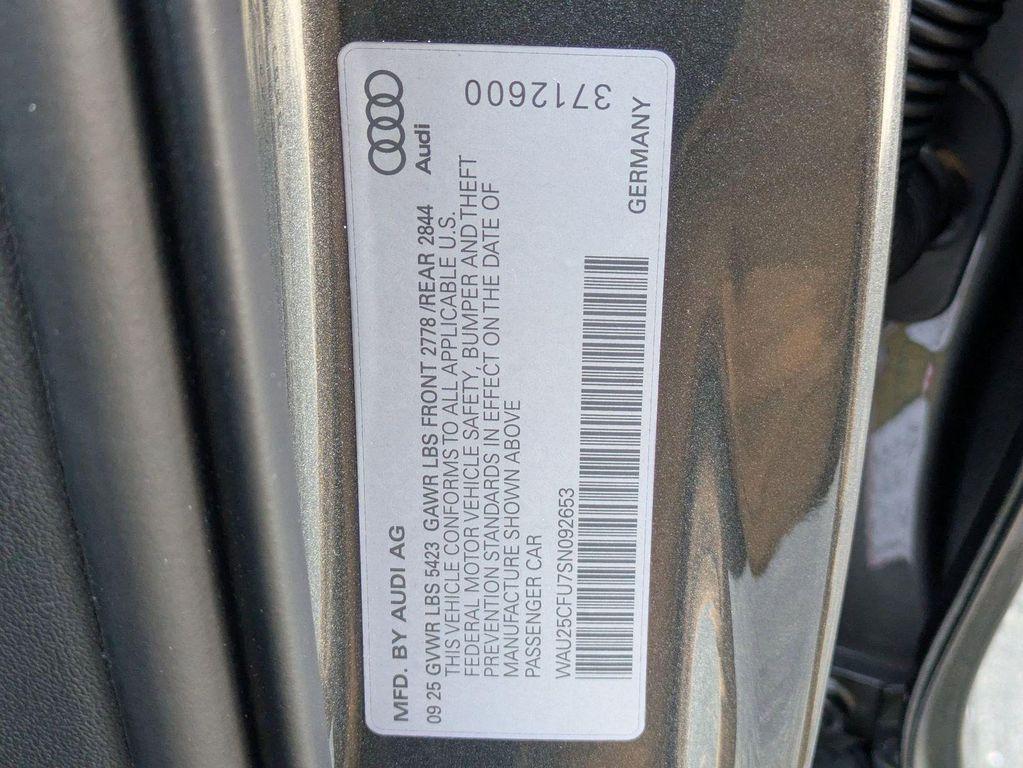 MFD. BY AUDI AG
09 25 GVWR LBS 5423 GAWR LBS FRONT 2778 /REAR 2844
THIS VEHICLE CONFORMS TO ALL APPLICABLE U.S.
FEDERAL MOTOR VEHICLE SAFETY, BUMPER AND THEFT
PREVENTION STANDARDS IN EFFECT ON THE DATE OF
MANUFACTURE SHOWN ABOVE
PASSENGER CAR
WAU25CFU7SN092653
Audi
3712600
GERMANY